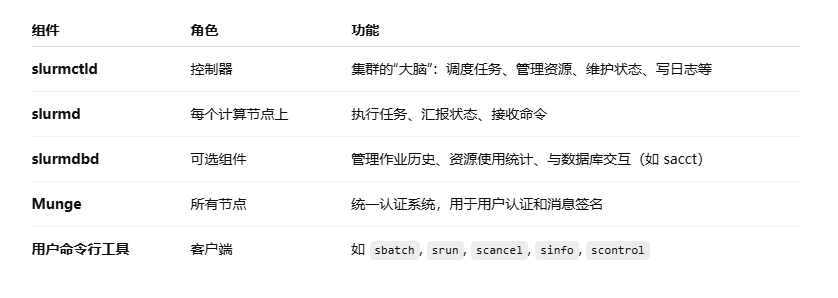 组件 角色 功能
slurmctld 控制器 集群的“大脑”：调度任务、管理资源、维护状态、写日志等
slurmd 每个计算节点上 执行任务、汇报状态、接收命令
slurmdbd 可选组件 管理作业历史、资源使用统计、与数据库交互（如 sacct）
Munge 所有节点 统一认证系统，用于用户认证和消息签名
用户命令行工具 客户端 如 sbatch, srun, scancel, sinfo, scontrol